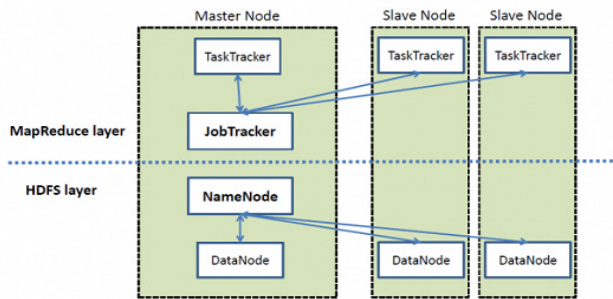 Master Node
Slave Node
Slave Node
TaskTracker
TaskTracker
TaskTracker
JobTracker
MapReduce layer
HDFS layer
NameNode
DataNode
DataNode
DataNode